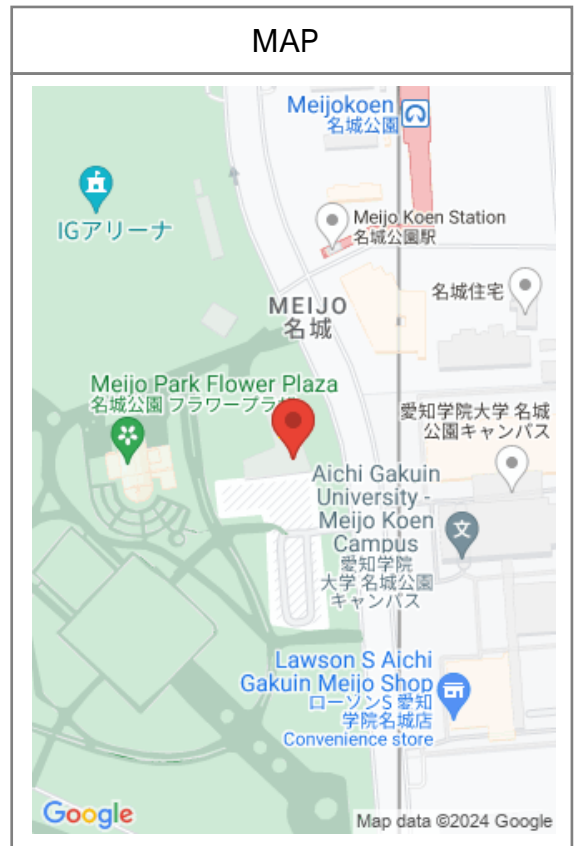 MAP
Meijokoen
名城公園
IGアリーナ
Meijo Koen Station
名城公園駅
名城住宅
MEIJO
名城
Meijo Park Flower Plaza
名城公園 フラワープラザ
愛知学院大学 名城
公園キャンパス
Aichi Gakuin
University -
Meijo Koen
Campus
愛知学院
大学 名城公園
キャンパス
文
Lawson S Aichi
Gakuin Meijo Shop
ローソンS 愛知
学院名城店
Convenience store
Google
Map data ©2024 Google